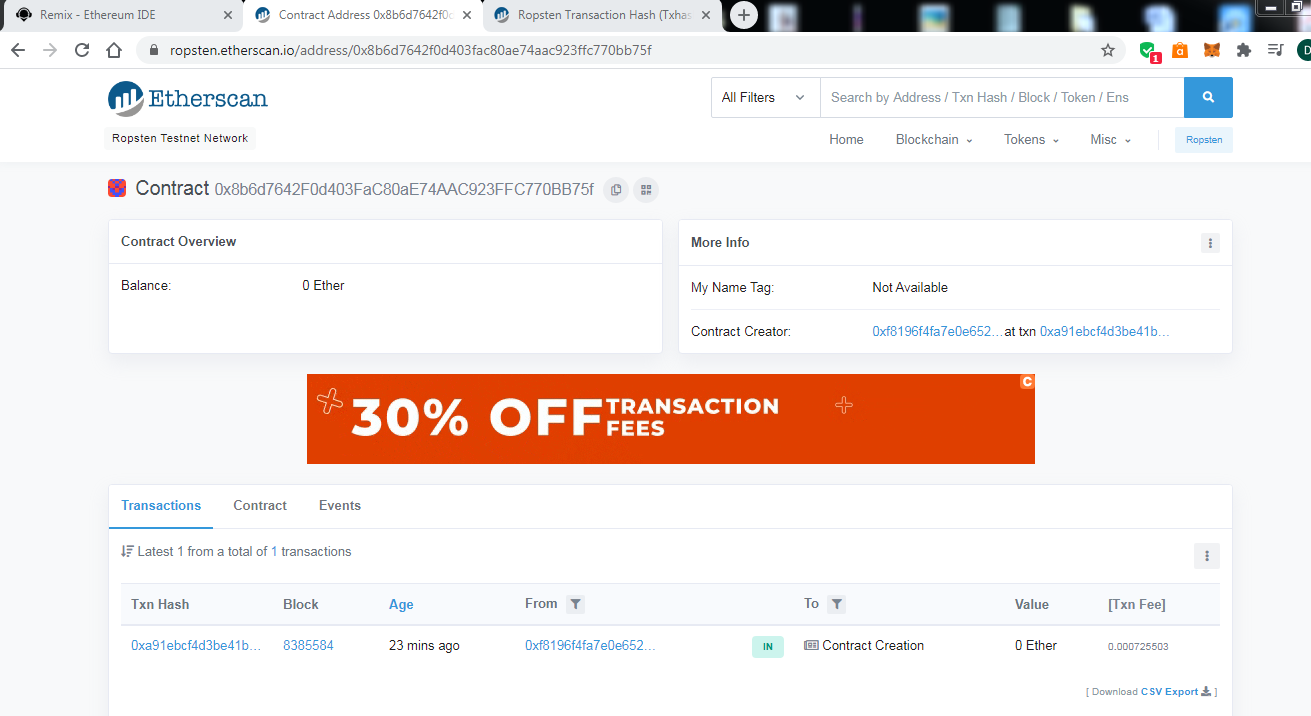 Remix - Ethereum IDE
Contract Address 0x8b6d7642f0d
Ropsten Transaction Hash (Txhas
ropsten.etherscan.io/address/0x8b6d7642f0d403fac80ae74aac923ffc770bb75f
1
D
Etherscan
All Filters
Search by Address / Txn Hash / Block / Token / Ens
Ropsten Testnet Network
Home Blockchain Tokens Misc Ropsten
Contract 0x8b6d7642F0d403FaC80aE74AAC923FFC770BB75f
Contract Overview
Balance: 0 Ether
More Info
My Name Tag: Not Available
Contract Creator: 0xf8196f4fa7e0e652... at txn 0xa91ebcf4d3be41b...
C
30% OFF TRANSACTION
FEES
Transactions Contract Events
Latest 1 from a total of 1 transactions
Txn Hash Block Age From To Value [Txn Fee]
0xa91ebcf4d3be41b... 8385584 23 mins ago 0xf8196f4fa7e0e652... IN Contract Creation 0 Ether 0.000725503
[ Download CSV Export ]